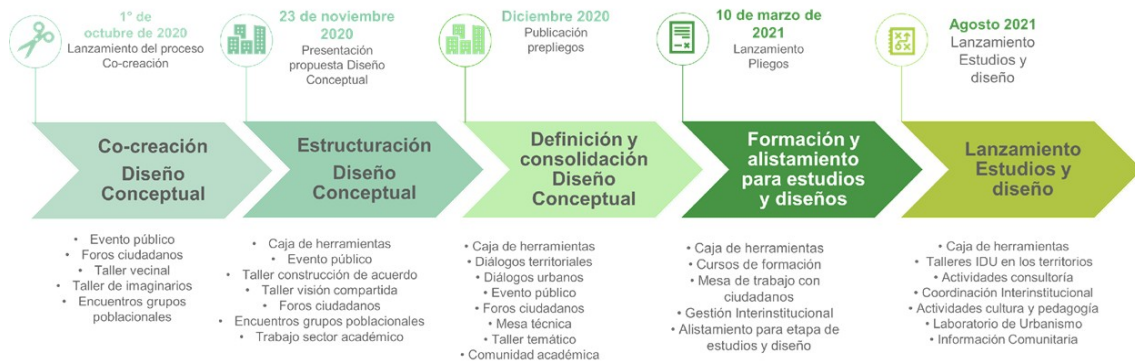 1° de
octubre de 2020
Lanzamiento del proceso
Co-creación
23 de noviembre
2020
Presentación
propuesta Diseño
Conceptual
Diciembre 2020
Publicación
prepliegos
10 de marzo de
2021
Lanzamiento
Pliegos
Agosto 2021
Lanzamiento
Estudios y
diseño
Co-creación
Diseño
Conceptual
Estructuración
Diseño
Conceptual
Definición y
consolidación
Diseño
Conceptual
Formación y
alistamiento
para estudios
y diseños
Lanzamiento
Estudios y
diseño
• Evento público
• Foros ciudadanos
• Taller vecinal
• Taller de imaginarios
• Encuentros grupos
poblacionales
• Caja de herramientas
• Evento público
• Taller construcción de acuerdo
• Taller visión compartida
• Foros ciudadanos
• Encuentros grupos poblacionales
• Trabajo sector académico
• Caja de herramientas
• Diálogos territoriales
• Diálogos urbanos
• Evento público
• Foros ciudadanos
• Mesa técnica
• Taller temático
• Comunidad académica
• Caja de herramientas
• Cursos de formación
• Mesa de trabajo con
ciudadanos
• Gestión Interinstitucional
• Alistamiento para etapa de
estudios y diseño
• Caja de herramientas
• Talleres IDU en los territorios
• Actividades consultoría
• Coordinación Interinstitucional
• Actividades cultura y pedagogía
• Laboratorio de Urbanismo
• Información Comunitaria